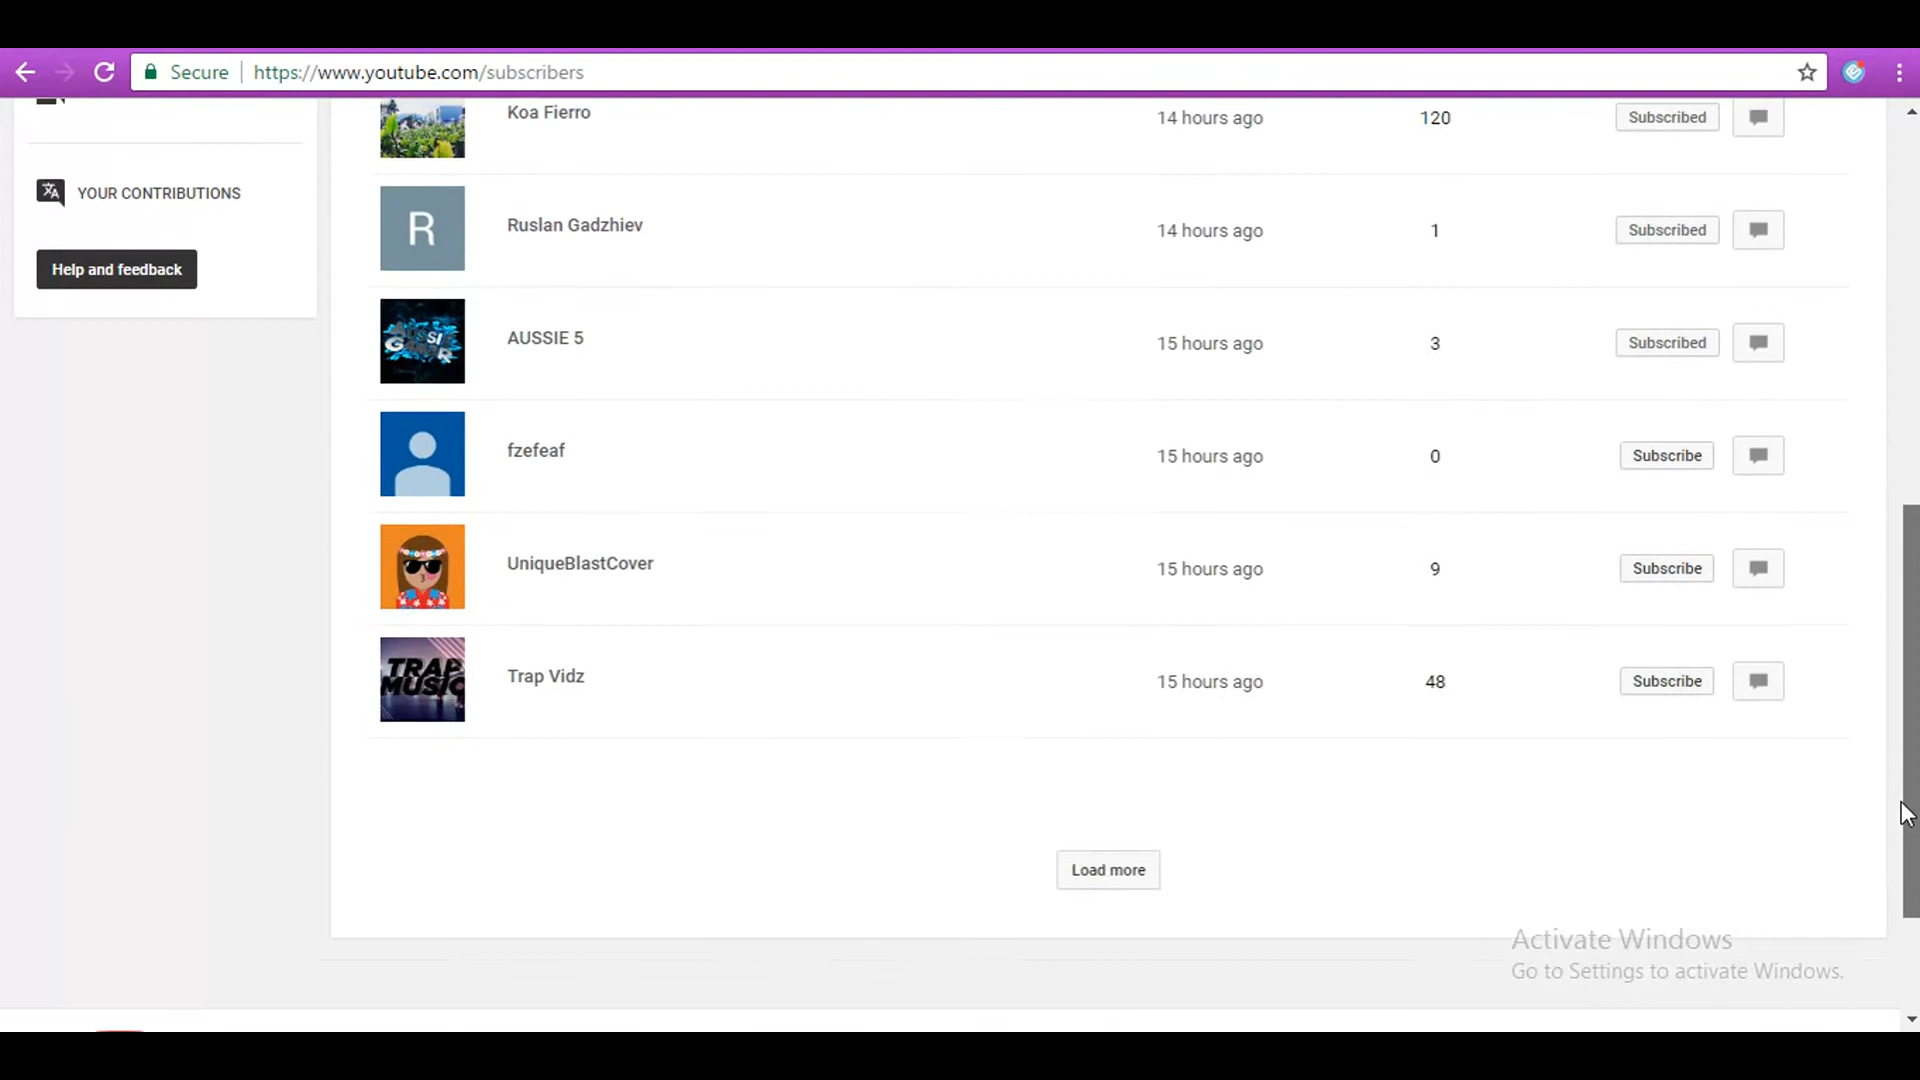 Secure https://www.youtube.com/subscribers
Koa Fierro 14 hours ago 120 Subscribed
YOUR CONTRIBUTIONS
R Ruslan Gadzhiev 14 hours ago 1 Subscribed
Help and feedback
AUSSIE 5 15 hours ago 3 Subscribed
fzefeaf 15 hours ago 0 Subscribe
UniqueBlastCover 15 hours ago 9 Subscribe
TRAP
MUSIC
Trap Vidz 15 hours ago 48 Subscribe
Load more
Activate Windows
Go to Settings to activate Windows.